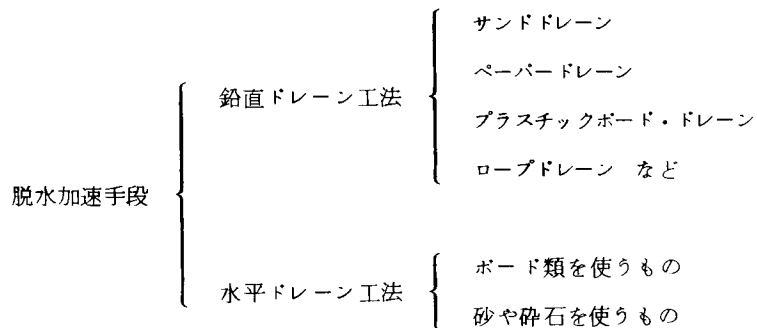 脱水加速手段
鉛直ドレーン工法
サンドドレーン
ペーパードレーン
プラスチックボード・ドレーン
ロープドレーン など
水平ドレーン工法
ボード類を使うもの
砂や砕石を使うもの